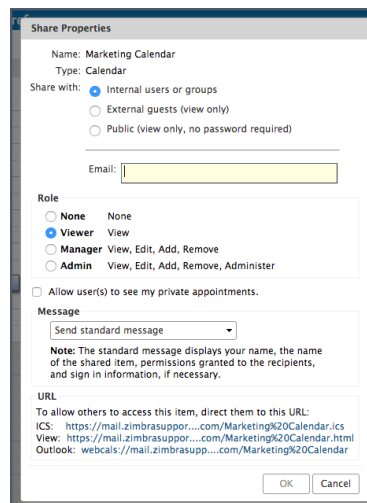 Share Properties
Name: Marketing Calendar
Type: Calendar
Share with: Internal users or groups
External guests (view only)
Public (view only, no password required)
Email:
Role
None None
Viewer View
Manager View, Edit, Add, Remove
Admin View, Edit, Add, Remove, Administer
Allow user(s) to see my private appointments.
Message
Send standard message
Note: The standard message displays your name, the name
of the shared item, permissions granted to the recipients,
and sign in information, if necessary.
URL
To allow others to access this item, direct them to this URL:
ICS: https://mail.zimbrasuppor....com/Marketing%20Calendar.ics
View: https://mail.zimbrasuppor....com/Marketing%20Calendar.html
Outlook: webcals://mail.zimbrasupp....com/Marketing%20Calendar
OK Cancel